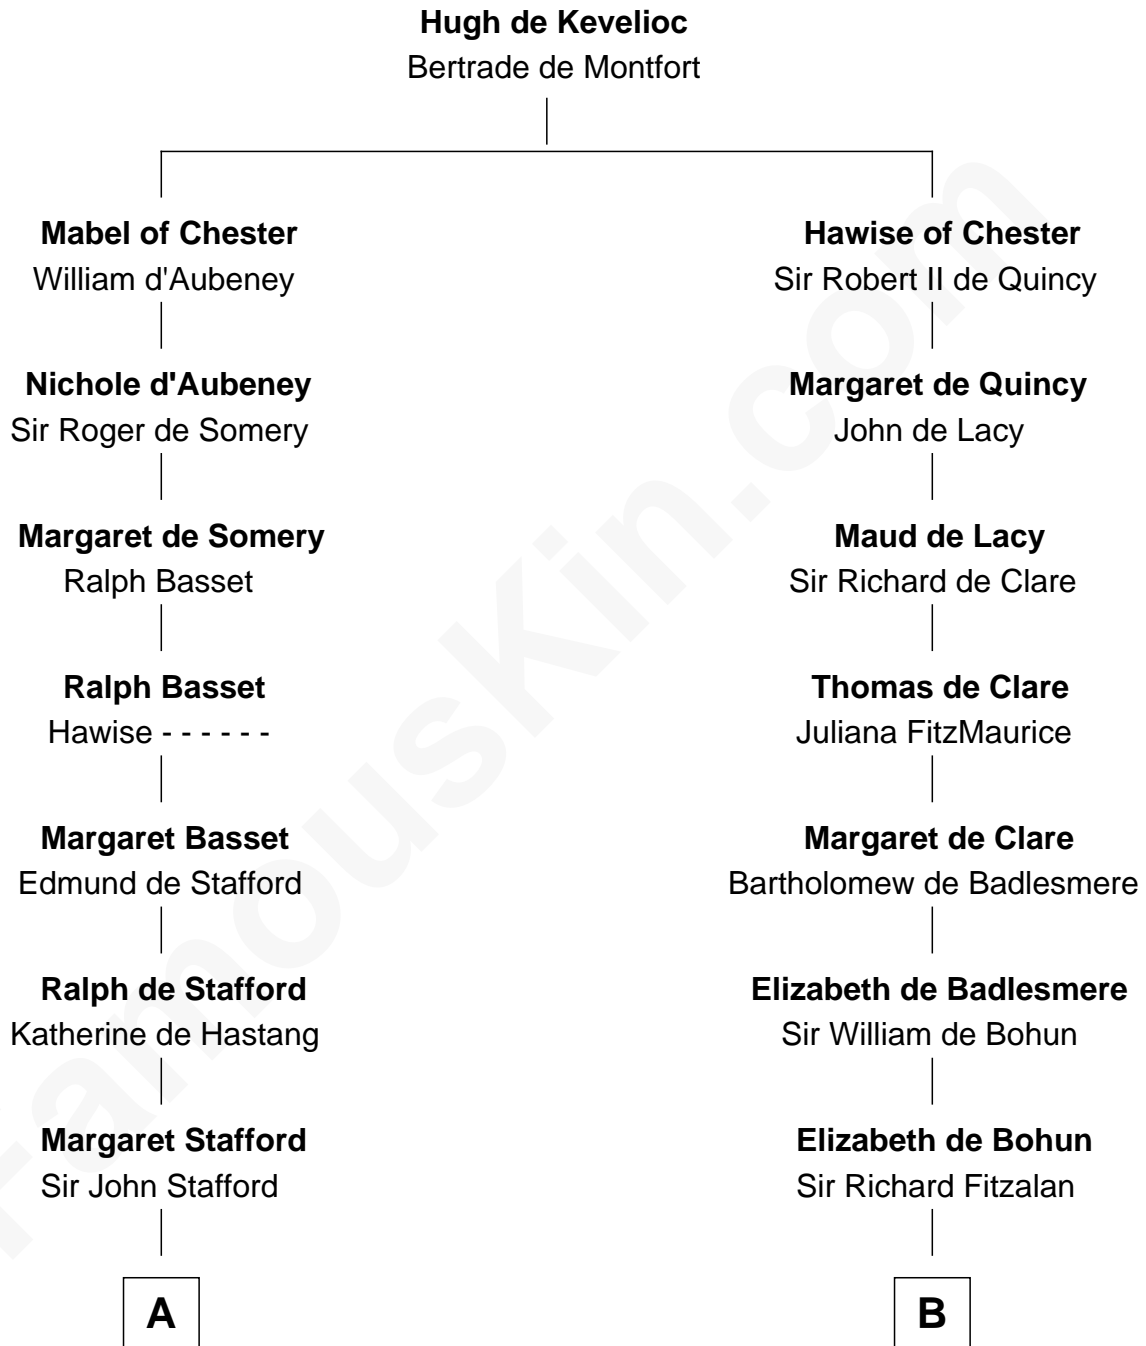 Hugh de Kevelioc
Bertrade de Montfort
Mabel of Chester
William d'Aubeney
Hawise of Chester
Sir Robert II de Quincy
Nichole d'Aubeney
Sir Roger de Somery
Margaret de Quincy
John de Lacy
Margaret de Somery
Ralph Basset
Maud de Lacy
Sir Richard de Clare
Ralph Basset
Hawise - - - - - -
Thomas de Clare
Juliana FitzMaurice
Margaret Basset
Edmund de Stafford
Margaret de Clare
Bartholomew de Badlesmere
Ralph de Stafford
Katherine de Hastang
Elizabeth de Badlesmere
Sir William de Bohun
Margaret Stafford
Sir John Stafford
Elizabeth de Bohun
Sir Richard Fitzalan
A
B
FamousKin.com